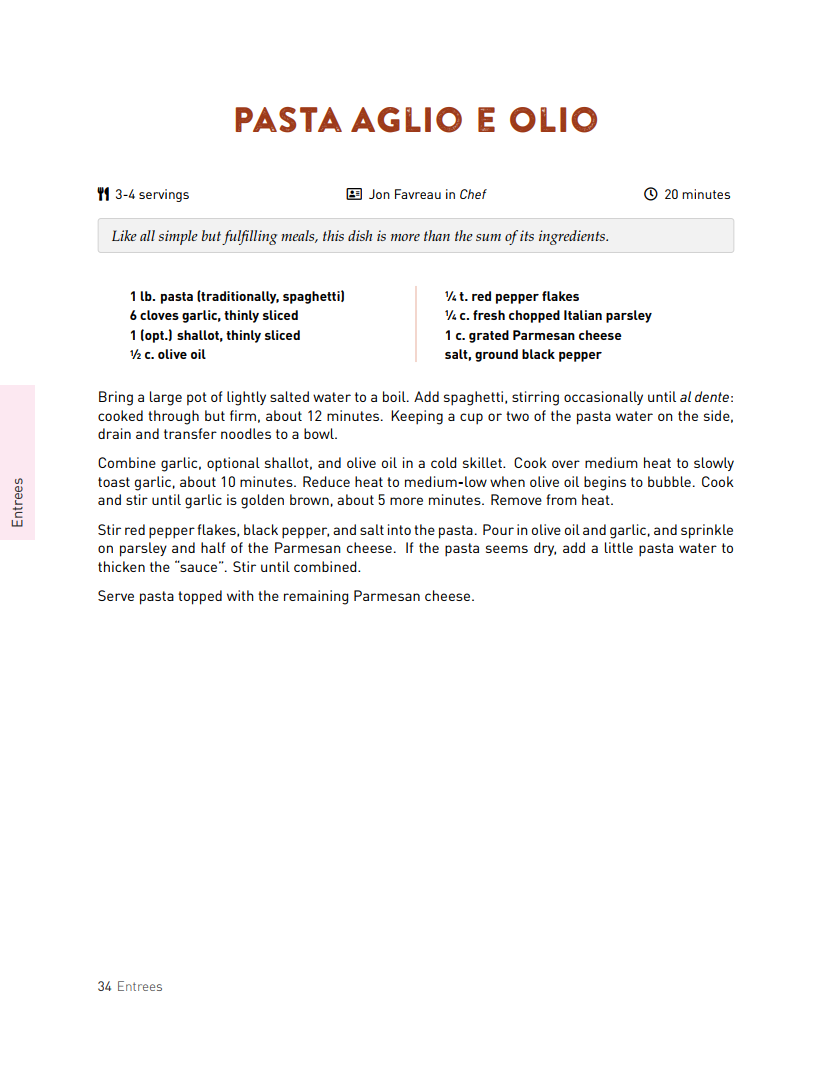 PASTA AGLIO E OLIO
3-4 servings
Jon Favreau in Chef
20 minutes
Like all simple but fulfilling meals, this dish is more than the sum of its ingredients.
1 lb. pasta (traditionally, spaghetti)
6 cloves garlic, thinly sliced
1 (opt.) shallot, thinly sliced
½ c. olive oil
¼ t. red pepper flakes
¼ c. fresh chopped Italian parsley
1 c. grated Parmesan cheese
salt, ground black pepper
Bring a large pot of lightly salted water to a boil. Add spaghetti, stirring occasionally until al dente:
cooked through but firm, about 12 minutes. Keeping a cup or two of the pasta water on the side,
drain and transfer noodles to a bowl.
Combine garlic, optional shallot, and olive oil in a cold skillet. Cook over medium heat to slowly
toast garlic, about 10 minutes. Reduce heat to medium-low when olive oil begins to bubble. Cook
and stir until garlic is golden brown, about 5 more minutes. Remove from heat.
Stir red pepper flakes, black pepper, and salt into the pasta. Pour in olive oil and garlic, and sprinkle
on parsley and half of the Parmesan cheese. If the pasta seems dry, add a little pasta water to
thicken the “sauce”. Stir until combined.
Serve pasta topped with the remaining Parmesan cheese.
Entrees
34 Entrees